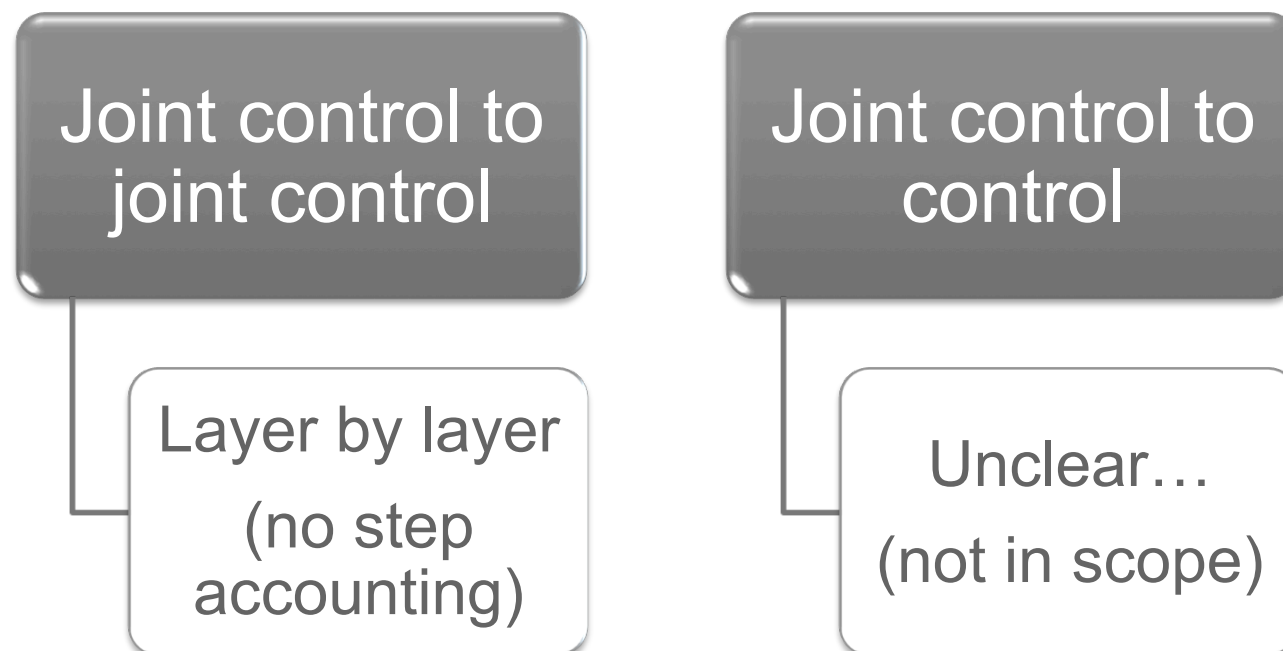 Joint control to
joint control
Layer by layer
(no step
accounting)
Joint control to
control
Unclear…
(not in scope)